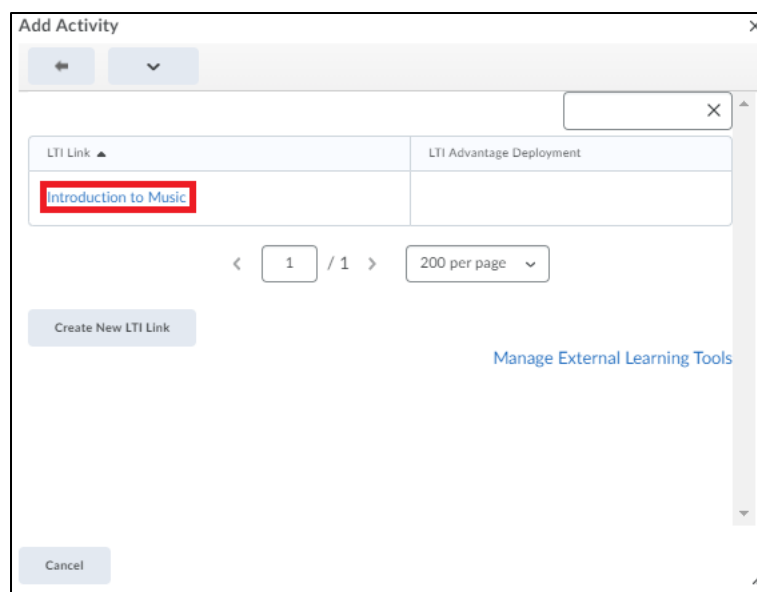 Add Activity
LTI Link LTI Advantage Deployment
Introduction to Music
1 / 1 200 per page
Create New LTI Link
Manage External Learning Tools
Cancel